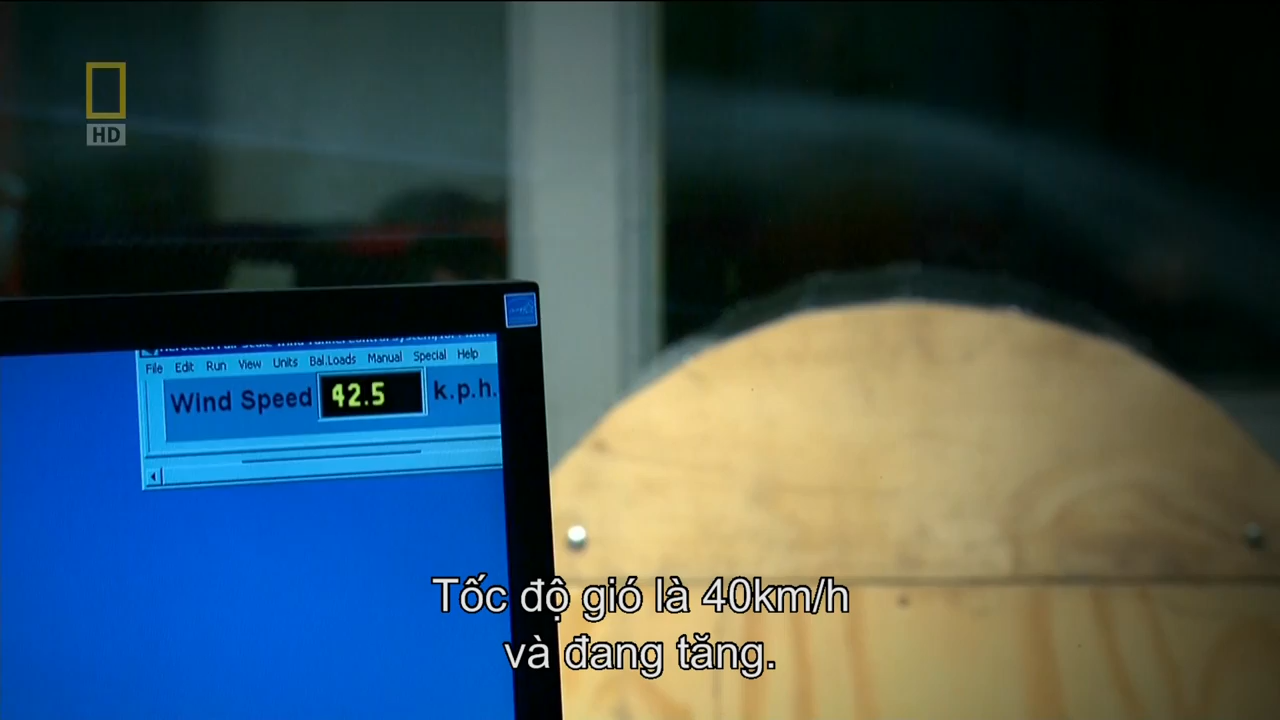 HD
File Edit Run View Units Bal.Loads Manual Special Help
Wind Speed 42.5 k.p.h.
Tốc độ gió là 40km/h
và đang tăng.